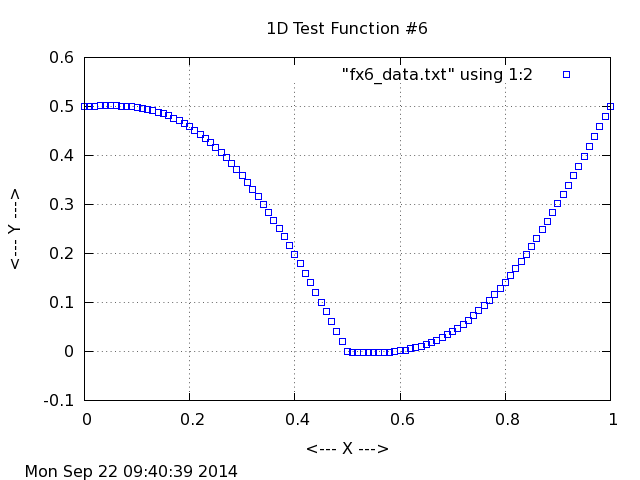 1D Test Function #6
"fx6_data.txt" using 1:2
0.6
0.5
0.4
0.3
0.2
0.1
0
-0.1
<--- Y --->
0 0.2 0.4 0.6 0.8 1
<--- X --->
Mon Sep 22 09:40:39 2014